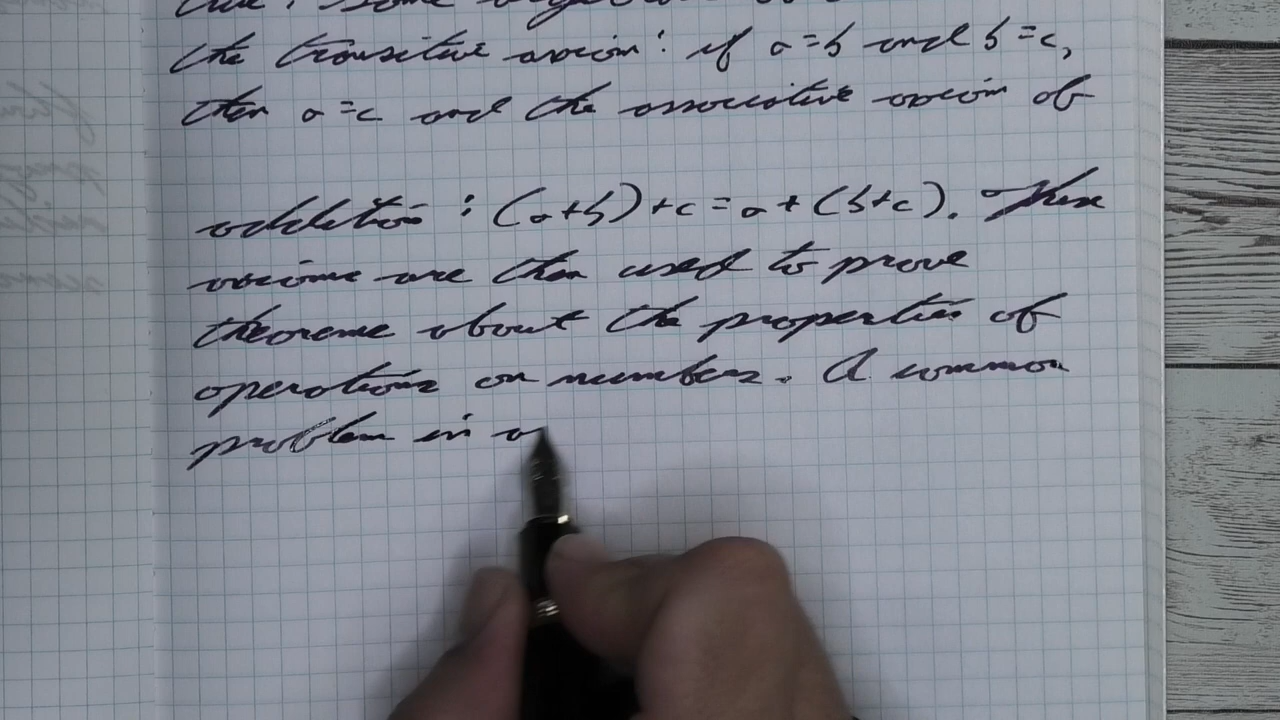 the transitive axiom: if a=b and b=c,
then a=c and the associative axiom of
addition: (a+b)+c=a+(b+c). These
axioms are then used to prove
theorems about the properties of
operations on numbers. A common
problem in a